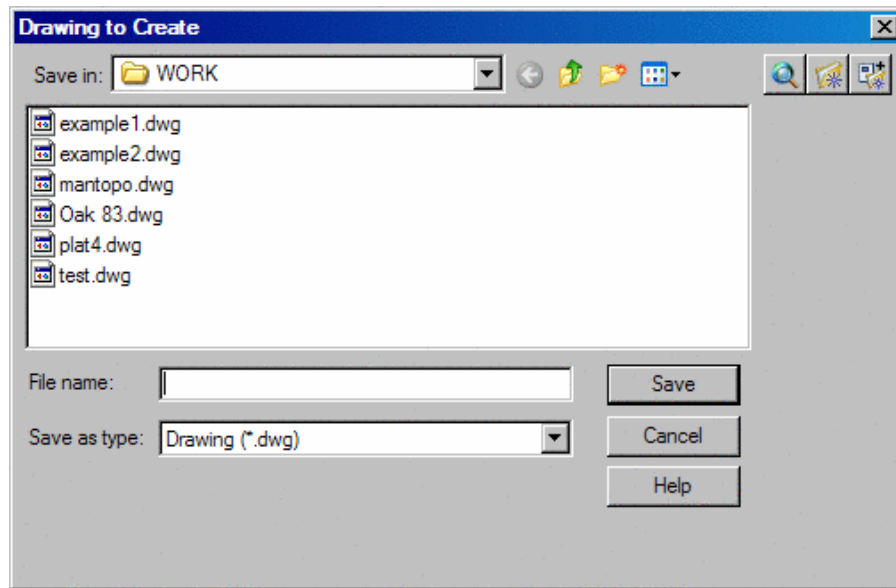 Drawing to Create
Save in: WORK
example1.dwg
example2.dwg
mantopo.dwg
Oak 83.dwg
plat4.dwg
test.dwg
File name: Save
Save as type: Drawing (*.dwg) Cancel
Help